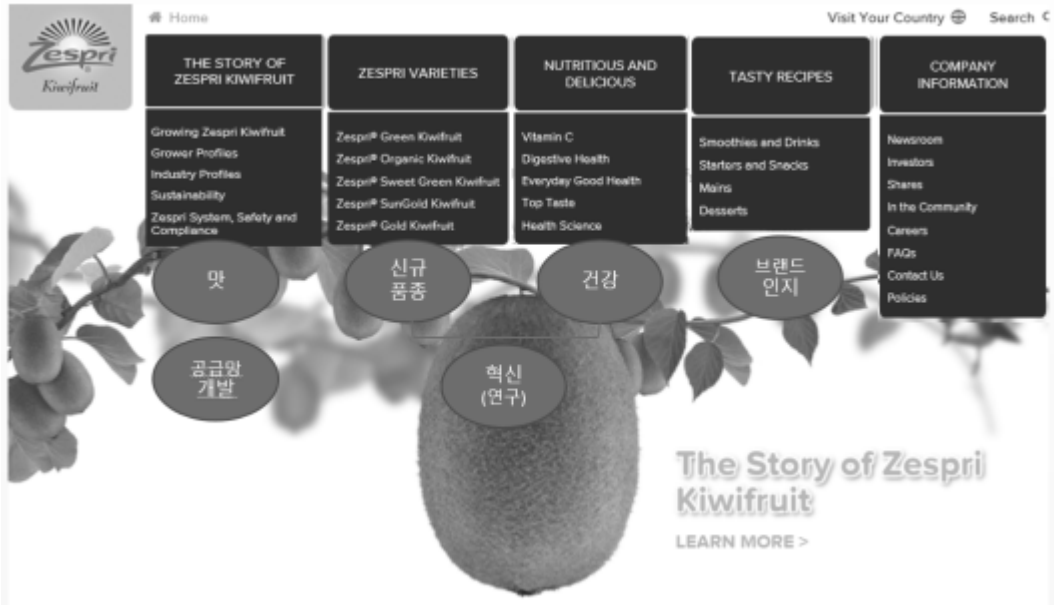 Home
Visit Your Country
Search
Zespri
Kiwifruit
THE STORY OF
ZESPRI KIWIFRUIT
Growing Zespri Kiwifruit
Grower Profiles
Industry Profiles
Sustainability
Zespri System, Safety and
Compliance
ZESPRI VARIETIES
Zespri® Green Kiwifruit
Zespri® Organic Kiwifruit
Zespri® Sweet Green Kiwifruit
Zespri® SunGold Kiwifruit
Zespri® Gold Kiwifruit
NUTRITIOUS AND
DELICIOUS
Vitamin C
Digestive Health
Everyday Good Health
Top Taste
Health Science
TASTY RECIPES
Smoothies and Drinks
Starters and Snacks
Mains
Desserts
COMPANY
INFORMATION
Newsroom
Investors
Shares
In the Community
Careers
FAQs
Contact Us
Policies
맛
신규
품종
건강
브랜드
인지
공급망
개발
혁신
(연구)
The Story of Zespri
Kiwifruit
LEARN MORE >